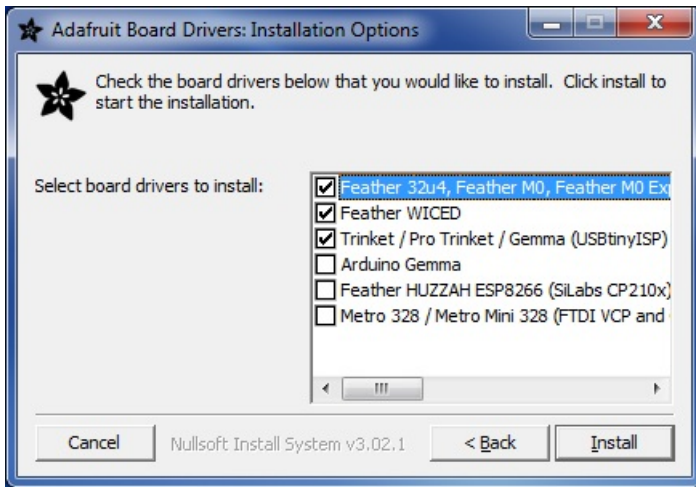 Adafruit Board Drivers: Installation Options
Check the board drivers below that you would like to install. Click install to
start the installation.
Select board drivers to install:
Feather 32u4, Feather M0, Feather M0
Feather WICED
Trinket / Pro Trinket / Gemma (USBtinyISP)
Arduino Gemma
Feather HUZZAH ESP8266 (SiLabs CP210x)
Metro 328 / Metro Mini 328 (FTDI VCP and
Cancel
Nullsoft Install System v3.02.1
< Back
Install